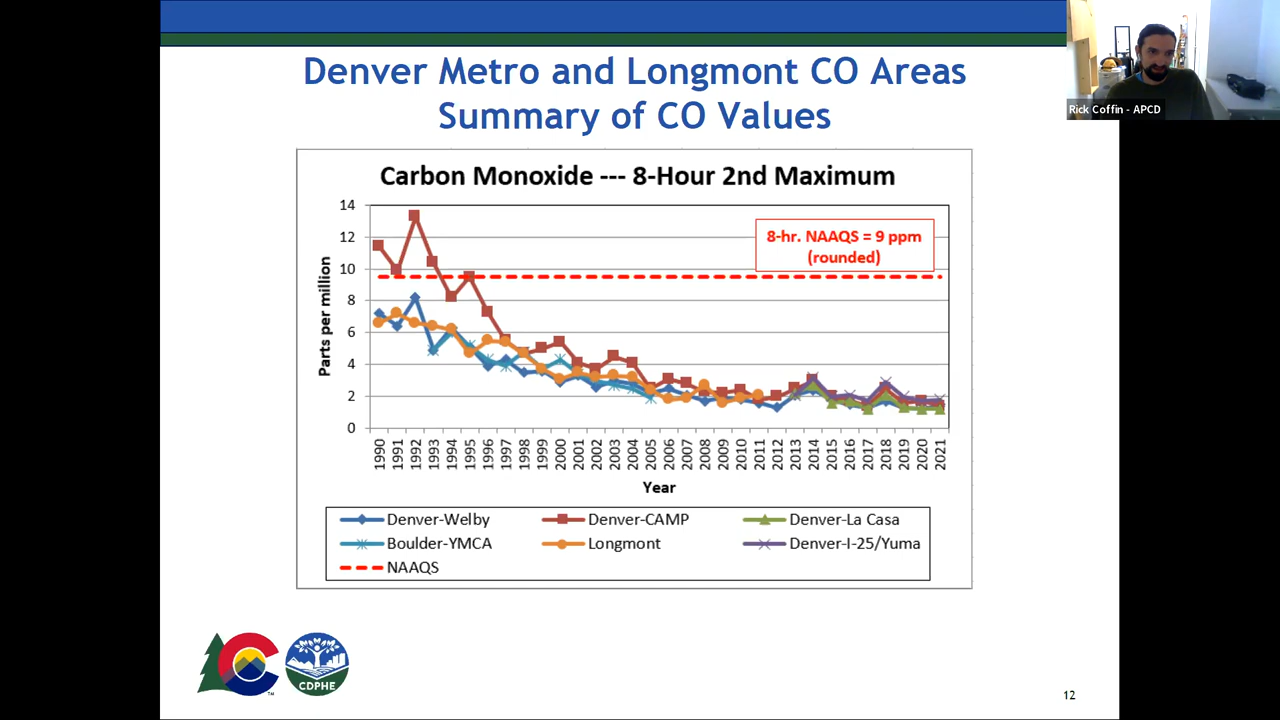 Denver Metro and Longmont CO Areas
Summary of CO Values
Rick Coffin - APCD
Carbon Monoxide --- 8-Hour 2nd Maximum
14
12
10
8
6
4
2
0
Parts per million
8-hr. NAAQS = 9 ppm
(rounded)
1990 1991 1992 1993 1994 1995 1996 1997 1998 1999 2000 2001 2002 2003 2004 2005 2006 2007 2008 2009 2010 2011 2012 2013 2014 2015 2016 2017 2018 2019 2020 2021
Year
Denver-Welby Denver-CAMP Denver-La Casa
Boulder-YMCA Longmont Denver-I-25/Yuma
NAAQS
TM
CDPHE
12